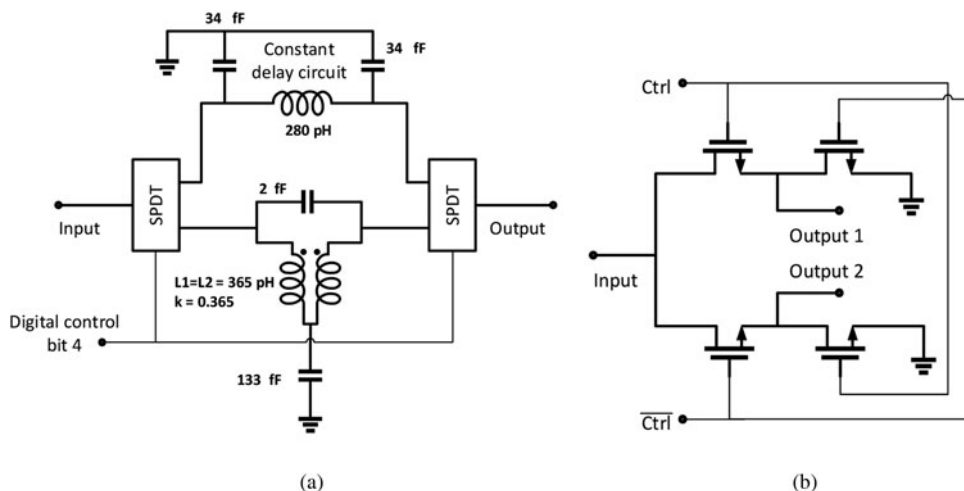 34 fF
34 fF
Constant
delay circuit
280 pH
SPDT
SPDT
2 fF
Input
Output
L1=L2 = 365 pH
k = 0.365
Digital control
bit 4
133 fF
(a)
Ctrl
Output 1
Input
Output 2
Ctrl
(b)